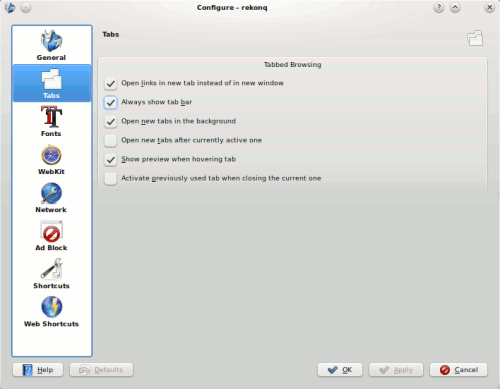 Configure - rekonq
General
Tabs
Fonts
WebKit
Network
Ad Block
Shortcuts
Web Shortcuts
Tabs
Tabbed Browsing
Open links in new tab instead of in new window
Always show tab bar
Open new tabs in the background
Open new tabs after currently active one
Show preview when hovering tab
Activate previously used tab when closing the current one
Help
Defaults
OK
Apply
Cancel